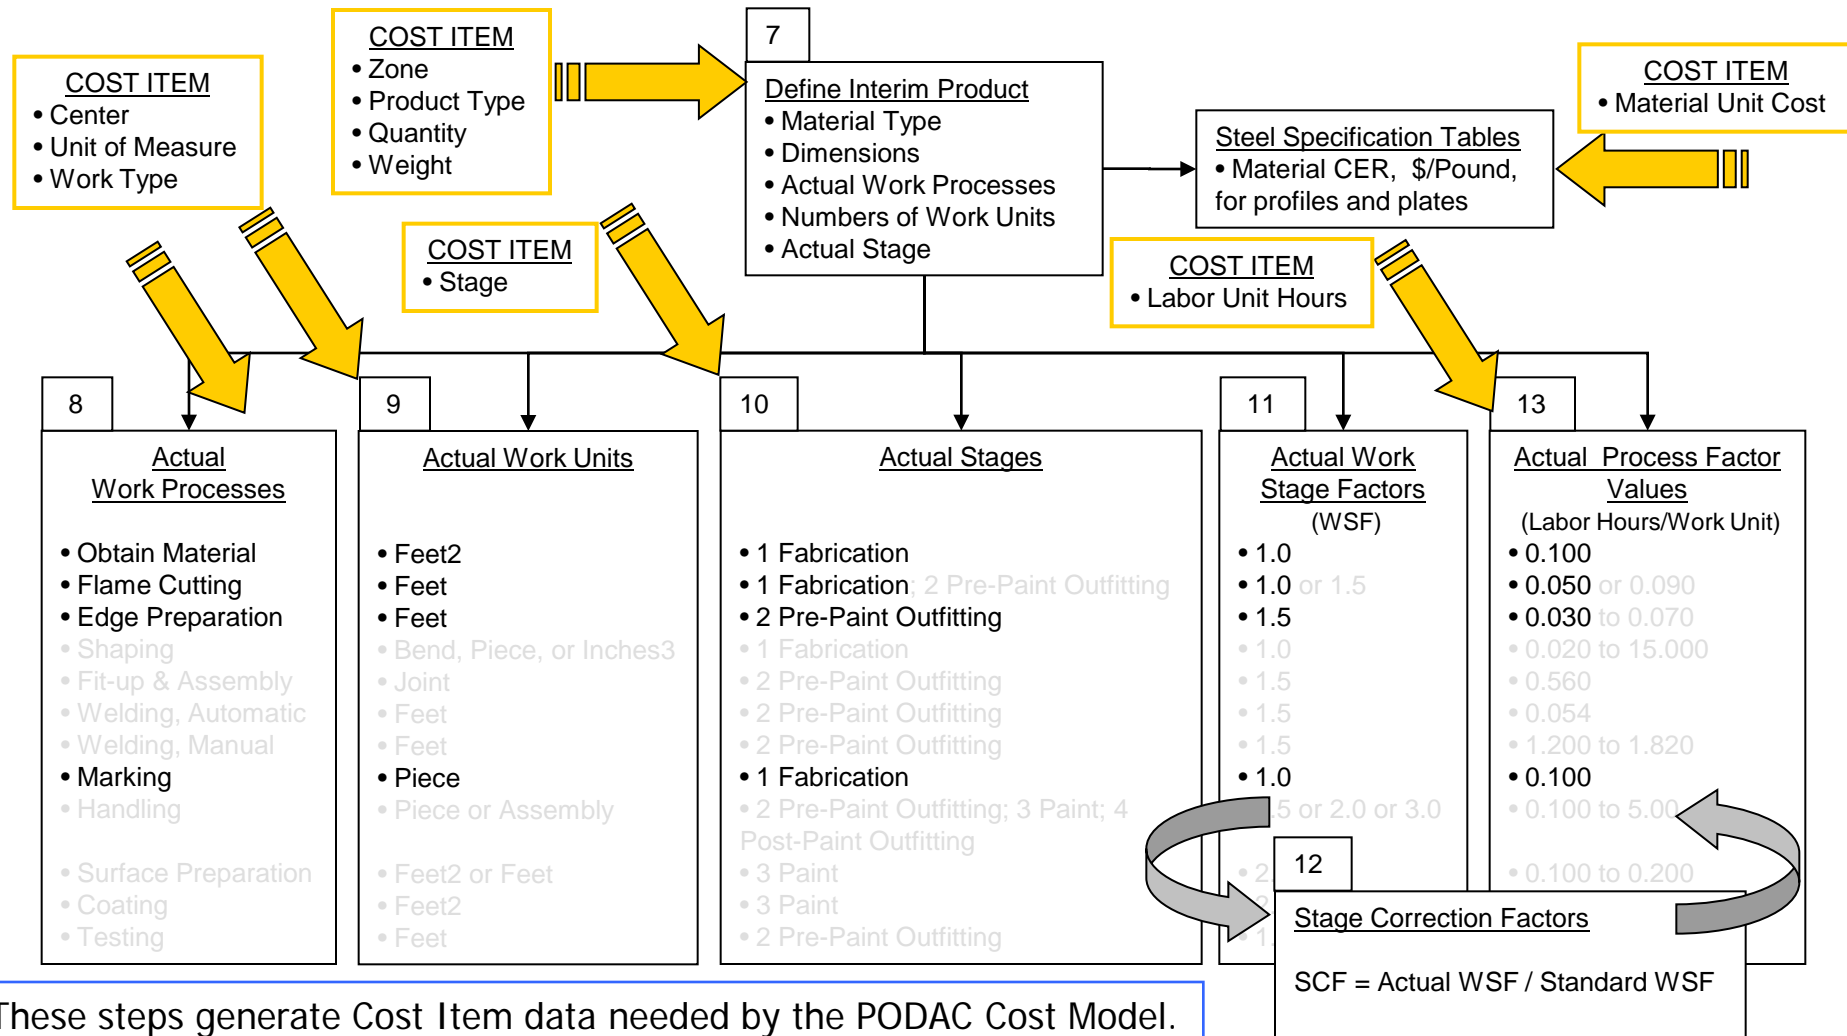 COST ITEM
• Center
• Unit of Measure
• Work Type
COST ITEM
• Zone
• Product Type
• Quantity
• Weight
7
Define Interim Product
• Material Type
• Dimensions
• Actual Work Processes
• Numbers of Work Units
• Actual Stage
COST ITEM
• Material Unit Cost
Steel Specification Tables
• Material CER, $/Pound,
for profiles and plates
COST ITEM
• Stage
COST ITEM
• Labor Unit Hours
8
Actual
Work Processes
• Obtain Material
• Flame Cutting
• Edge Preparation
• Shaping
• Fit-up & Assembly
• Welding, Automatic
• Welding, Manual
• Marking
• Handling
• Surface Preparation
• Coating
• Testing
9
Actual Work Units
• Feet2
• Feet
• Feet
• Bend, Piece, or Inches3
• Joint
• Feet
• Feet
• Piece
• Piece or Assembly
• Feet2 or Feet
• Feet2
• Feet
10
Actual Stages
• 1 Fabrication
• 1 Fabrication; 2 Pre-Paint Outfitting
• 2 Pre-Paint Outfitting
• 1 Fabrication
• 2 Pre-Paint Outfitting
• 2 Pre-Paint Outfitting
• 2 Pre-Paint Outfitting
• 1 Fabrication
• 2 Pre-Paint Outfitting; 3 Paint; 4
Post-Paint Outfitting
• 3 Paint
• 3 Paint
• 2 Pre-Paint Outfitting
11
Actual Work
Stage Factors
(WSF)
• 1.0
• 1.0 or 1.5
• 1.5
• 1.0
• 1.5
• 1.5
• 1.5
• 1.0
.5 or 2.0 or 3.0
• 2.
2
• 1.
13
Actual Process Factor
Values
(Labor Hours/Work Unit)
• 0.100
• 0.050 or 0.090
• 0.030 to 0.070
• 0.020 to 15.000
• 0.560
• 0.054
• 1.200 to 1.820
• 0.100
• 0.100 to 5.00
• 0.100 to 0.200
12
Stage Correction Factors
SCF = Actual WSF / Standard WSF
These steps generate Cost Item data needed by the PODAC Cost Model.